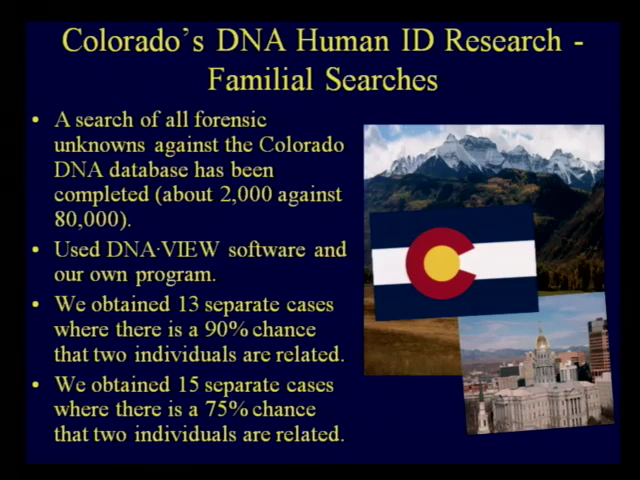 Colorado's DNA Human ID Research -
Familial Searches
• A search of all forensic
unknowns against the Colorado
DNA database has been
completed (about 2,000 against
80,000).
• Used DNA·VIEW software and
our own program.
• We obtained 13 separate cases
where there is a 90% chance
that two individuals are related.
• We obtained 15 separate cases
where there is a 75% chance
that two individuals are related.